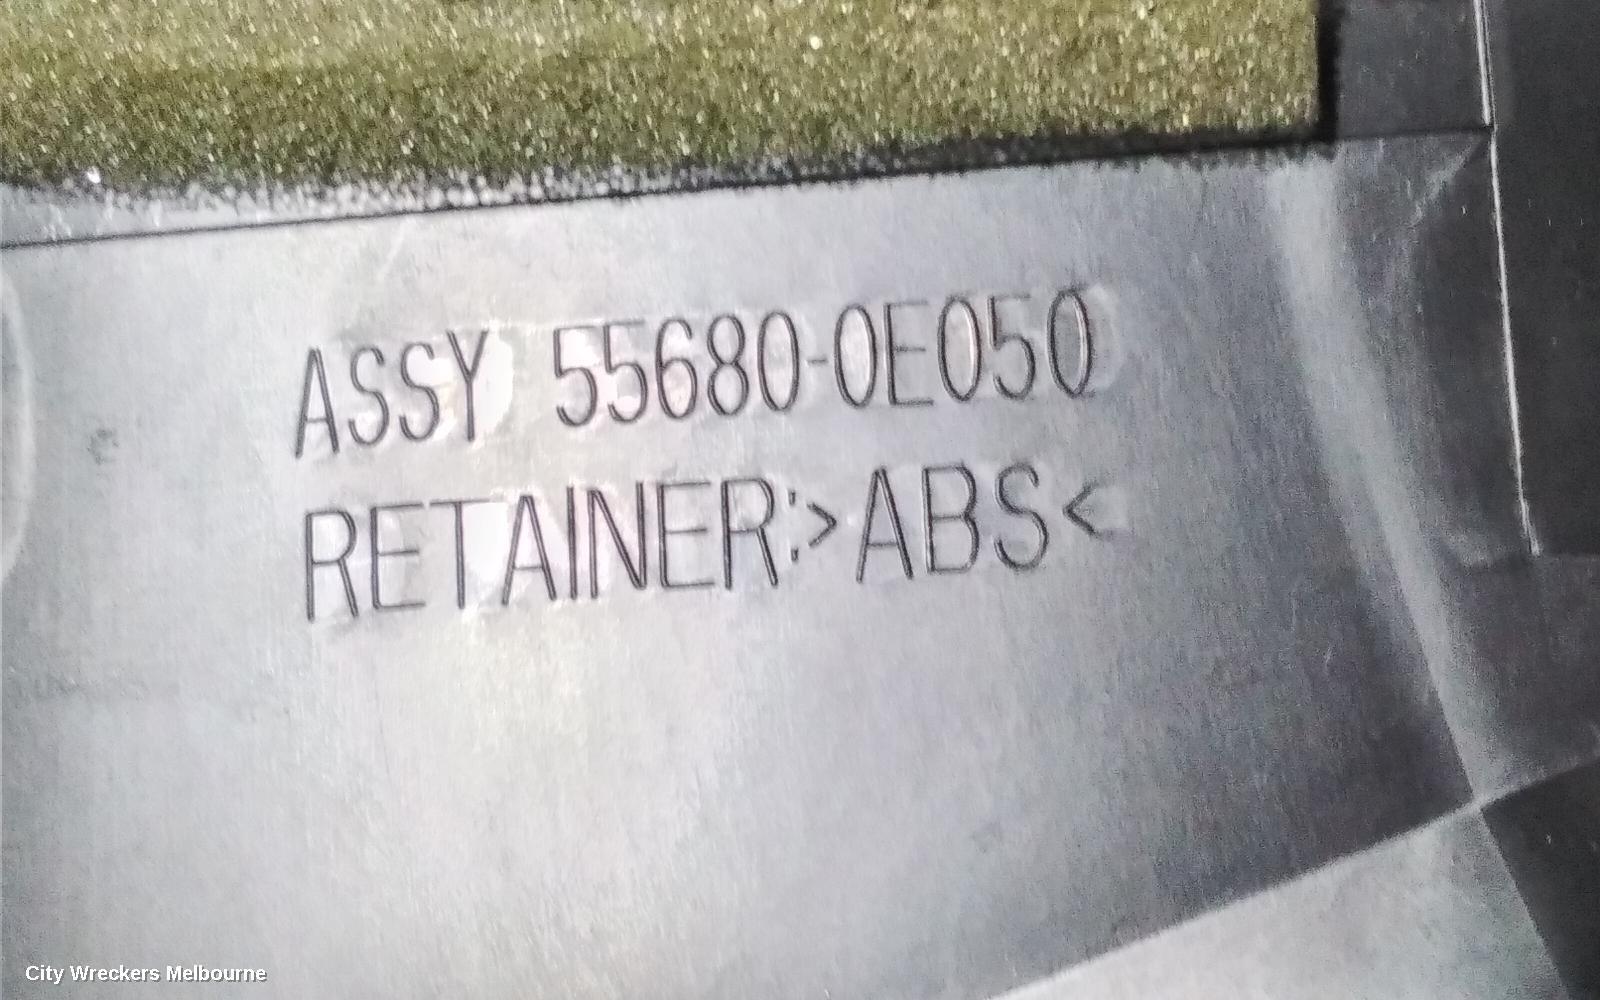 ASSY 55680-0E050
RETAINER:>ABS<
City Wreckers Melbourne